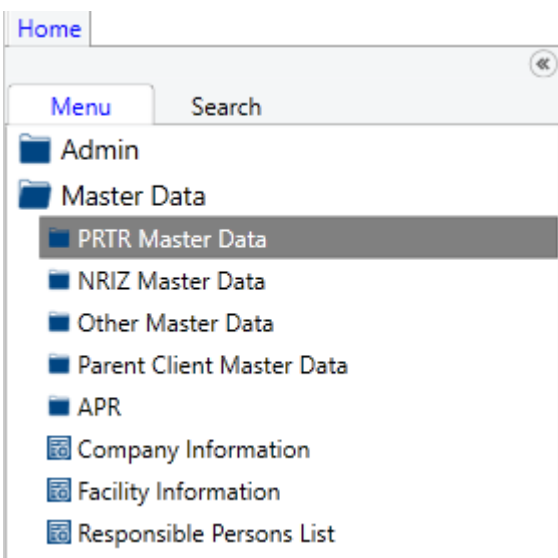 Home
Menu Search
Admin
Master Data
PRTR Master Data
NRIZ Master Data
Other Master Data
Parent Client Master Data
APR
Company Information
Facility Information
Responsible Persons List